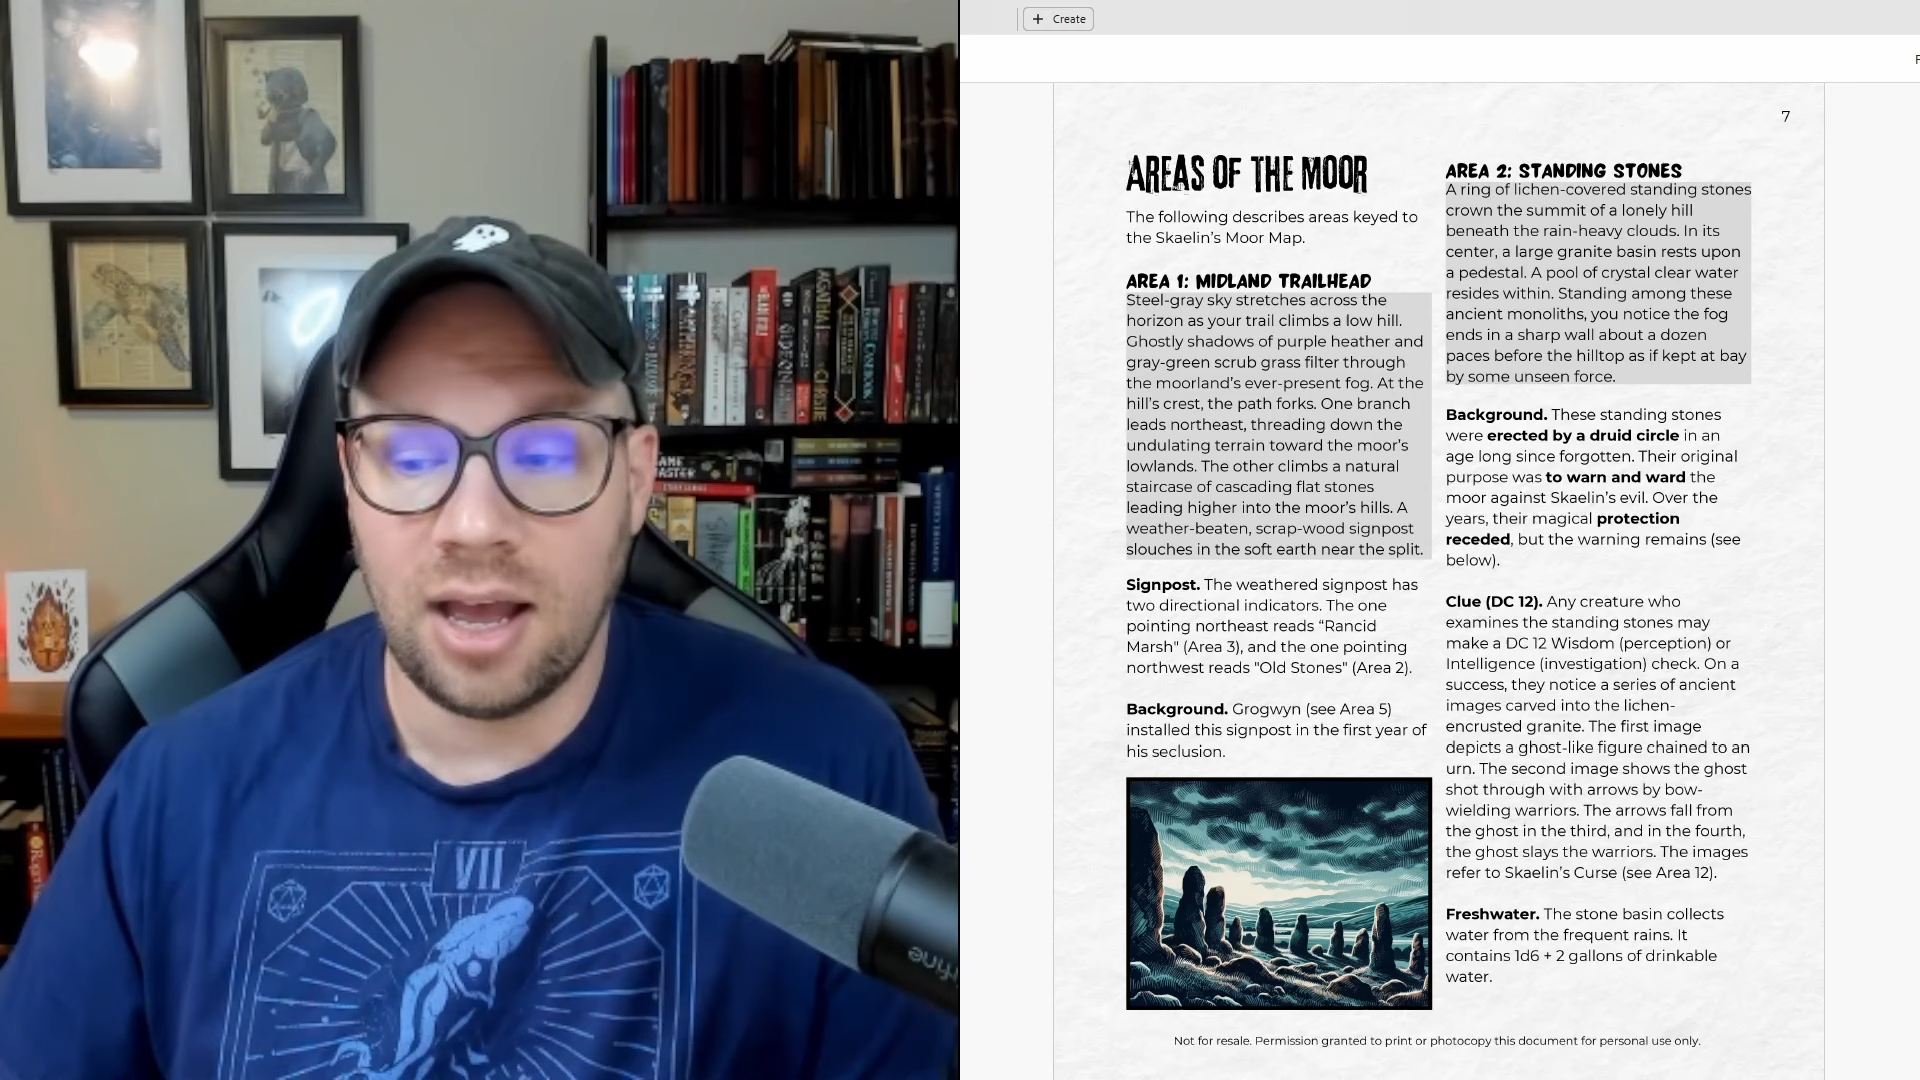 Create
7
AREAS OF THE MOOR
The following describes areas keyed to
the Skaelin’s Moor Map.
AREA 1: MIDLAND TRAILHEAD
Steel-gray sky stretches across the
horizon as your trail climbs a low hill.
Ghostly shadows of purple heather and
gray-green scrub grass filter through
the moorland’s ever-present fog. At the
hill’s crest, the path forks. One branch
leads northeast, threading down the
undulating terrain toward the moor’s
lowlands. The other climbs a natural
staircase of cascading flat stones
leading higher into the moor’s hills. A
weather-beaten, scrap-wood signpost
slouches in the soft earth near the split.
Signpost. The weathered signpost has
two directional indicators. The one
pointing northeast reads “Rancid
Marsh" (Area 3), and the one pointing
northwest reads "Old Stones" (Area 2).
Background. Grogwyn (see Area 5)
installed this signpost in the first year of
his seclusion.
AREA 2: STANDING STONES
A ring of lichen-covered standing stones
crown the summit of a lonely hill
beneath the rain-heavy clouds. In its
center, a large granite basin rests upon
a pedestal. A pool of crystal clear water
resides within. Standing among these
ancient monoliths, you notice the fog
ends in a sharp wall about a dozen
paces before the hilltop as if kept at bay
by some unseen force.
Background. These standing stones
were erected by a druid circle in an
age long since forgotten. Their original
purpose was to warn and ward the
moor against Skaelin’s evil. Over the
years, their magical protection
receded, but the warning remains (see
below).
Clue (DC 12). Any creature who
examines the standing stones may
make a DC 12 Wisdom (perception) or
Intelligence (investigation) check. On a
success, they notice a series of ancient
images carved into the lichen-
encrusted granite. The first image
depicts a ghost-like figure chained to an
urn. The second image shows the ghost
shot through with arrows by bow-
wielding warriors. The arrows fall from
the ghost in the third, and in the fourth,
the ghost slays the warriors. The images
refer to Skaelin’s Curse (see Area 12).
Freshwater. The stone basin collects
water from the frequent rains. It
contains 1d6 + 2 gallons of drinkable
water.
Not for resale. Permission granted to print or photocopy this document for personal use only.
VII